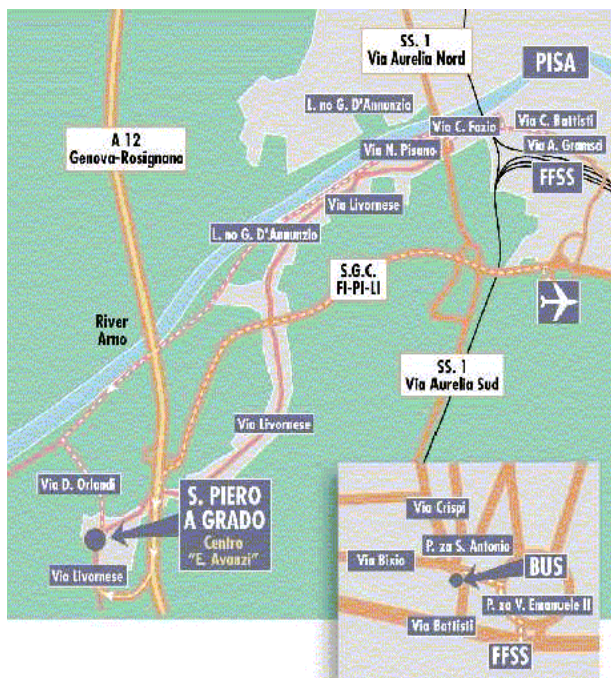 SS. 1
Via Aurelia Nord
PISA
L. no G. D'Annunzio
Via C. Battisti
Via C. Fazio
A 12
Genova-Rosignana
Via N. Pisano
Via A. Gramsci
FFSS
Via Livornese
L. no G. D'Annunzio
S.G.C.
FI-PI-LI
River
Arno
SS. 1
Via Aurelia Sud
Via Livornese
Via D. Orlandi
S. PIERO
A GRADO
Centro
"E. Avanzi"
Via Livornese
Via Crispi
P. za S. Antonio
Via Bixio
BUS
P. za V. Emanuele II
Via Battisti
FFSS